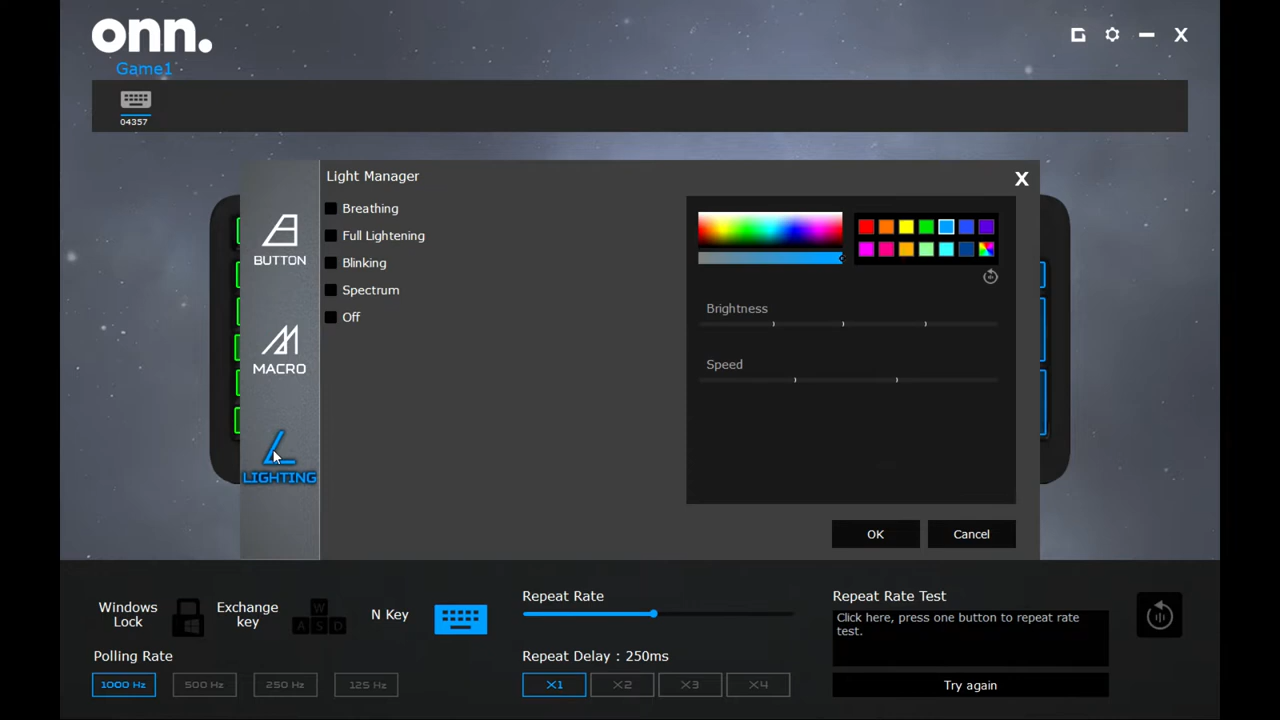 onn.
Game1
X
04357
Light Manager
X
Breathing
Full Lightening
Blinking
Spectrum
Off
BUTTON
MACRO
LIGHTING
Brightness
Speed
OK
Cancel
Windows
Lock
Exchange
key
W
A S D
N Key
Repeat Rate
Repeat Rate Test
Click here, press one button to repeat rate
test.
Polling Rate
Repeat Delay : 250ms
1000 Hz
500 Hz
250 Hz
125 Hz
X1
X2
X3
X4
Try again